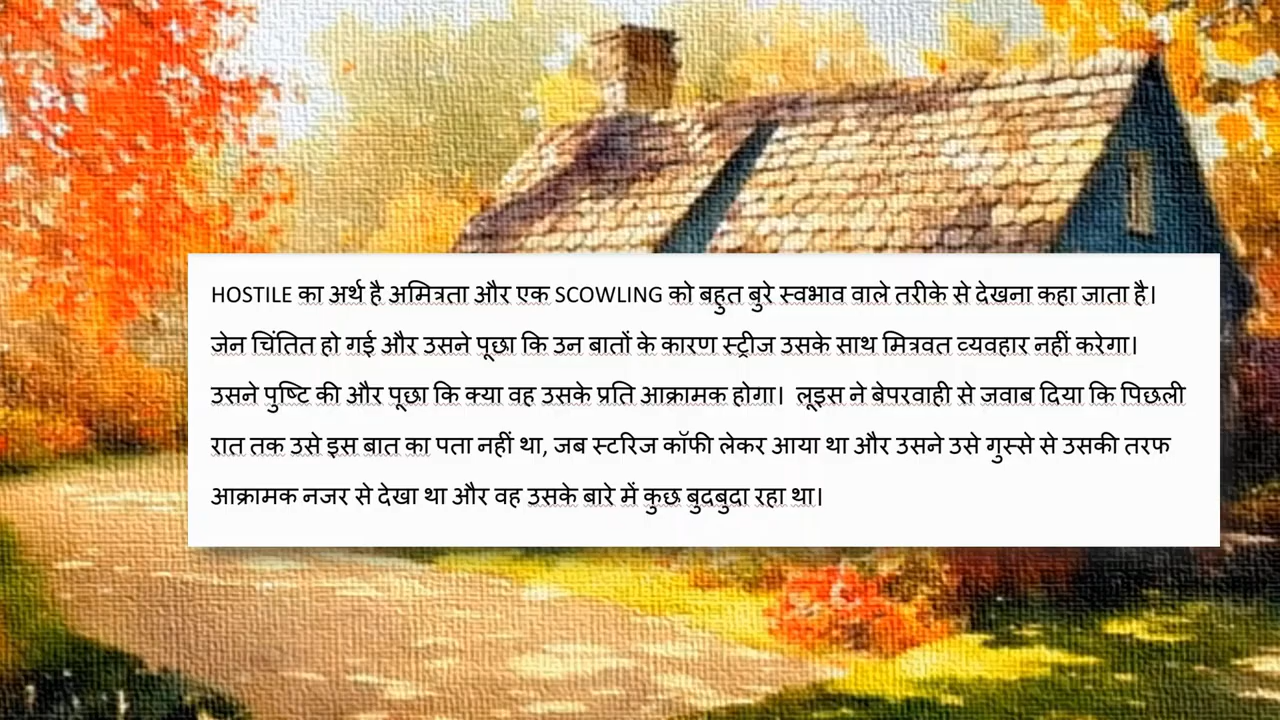 HOSTILE का अर्थ है अमित्रता और एक SCOWLING को बहुत बुरे स्वभाव वाले तरीके से देखना कहा जाता है।
जेन चिंतित हो गई और उसने पूछा कि उन बातों के कारण स्ट्रीज उसके साथ मित्रवत व्यवहार नहीं करेगा।
उसने पुष्टि की और पूछा कि क्या वह उसके प्रति आक्रामक होगा। लूइस ने बेपरवाही से जवाब दिया कि पिछली
रात तक उसे इस बात का पता नहीं था, जब स्टरिज कॉफी लेकर आया था और उसने उसे गुस्से से उसकी तरफ
आक्रामक नजर से देखा था और वह उसके बारे में कुछ बुदबुदा रहा था।